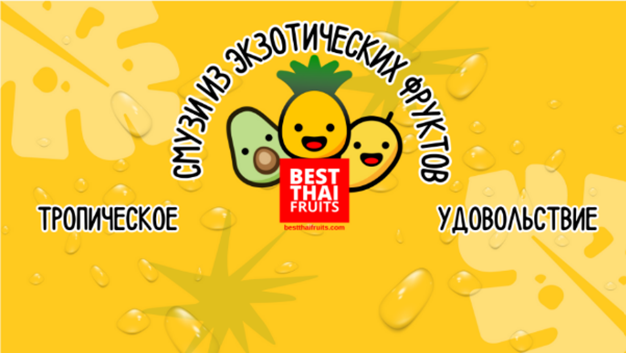 СМУЗИ ИЗ ЭКЗОТИЧЕСКИХ ФРУКТОВ
BEST
THAI
FRUITS
bestthaifruits.com
ТРОПИЧЕСКОЕ УДОВОЛЬСТВИЕ